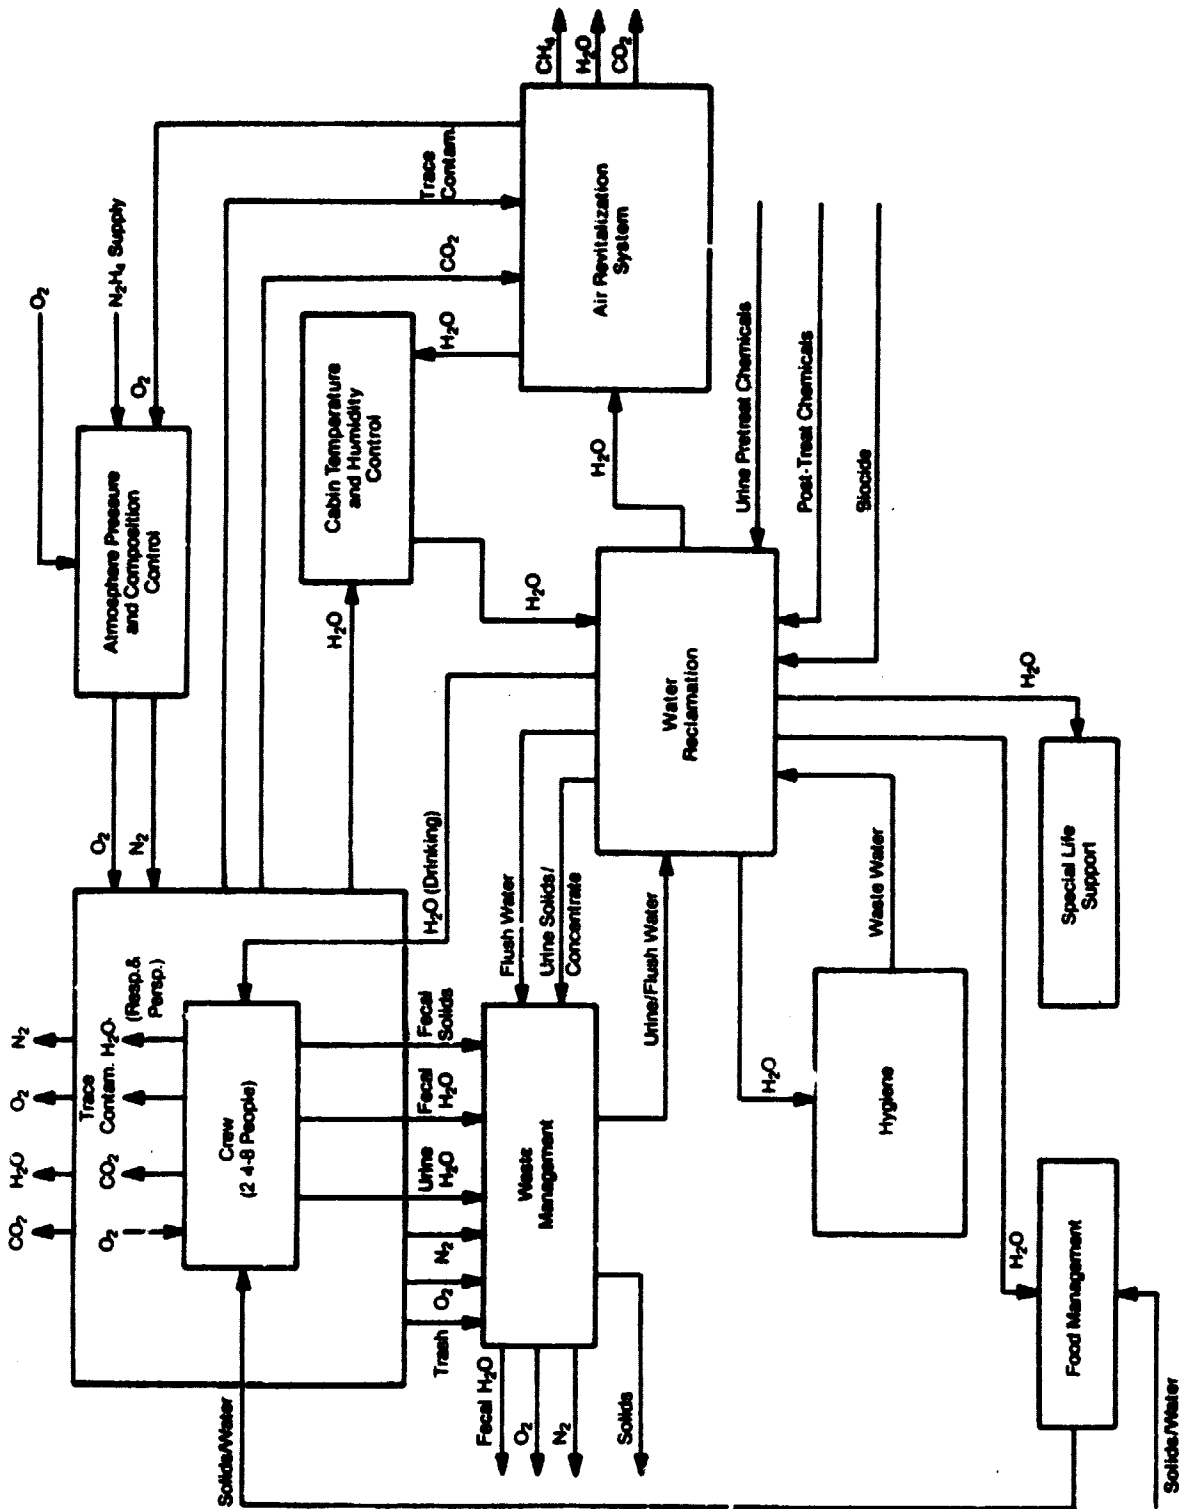 CO₂
H₂O
O₂
N₂
O₂
N₂H₄ Supply
O₂
Atmosphere Pressure
and Composition
Control
O₂
N₂
O₂
CO₂
Trace
Contam.
H₂O
(Resp.&
Persp.)
Crew
(2 4-8 People)
Solids/Water
Cabin Temperature
and Humidity
Control
H₂O
H₂O
CO₂
Trace
Contam.
H₂O (Drinking)
Trash
O₂
N₂
Urine
H₂O
Fecal
H₂O
Fecal
Solids
Waste
Management
Fecal H₂O
O₂
N₂
Solids
Flush Water
Urine Solids/
Concentrate
Urine/Flush Water
H₂O
H₂O
Air Revitalization
System
CH₄
H₂O
CO₂
Water
Reclamation
Urine Pretreat Chemicals
Post-Treat Chemicals
Biocide
H₂O
Waste Water
Hygiene
H₂O
H₂O
Special Life
Support
Food Management
Solids/Water